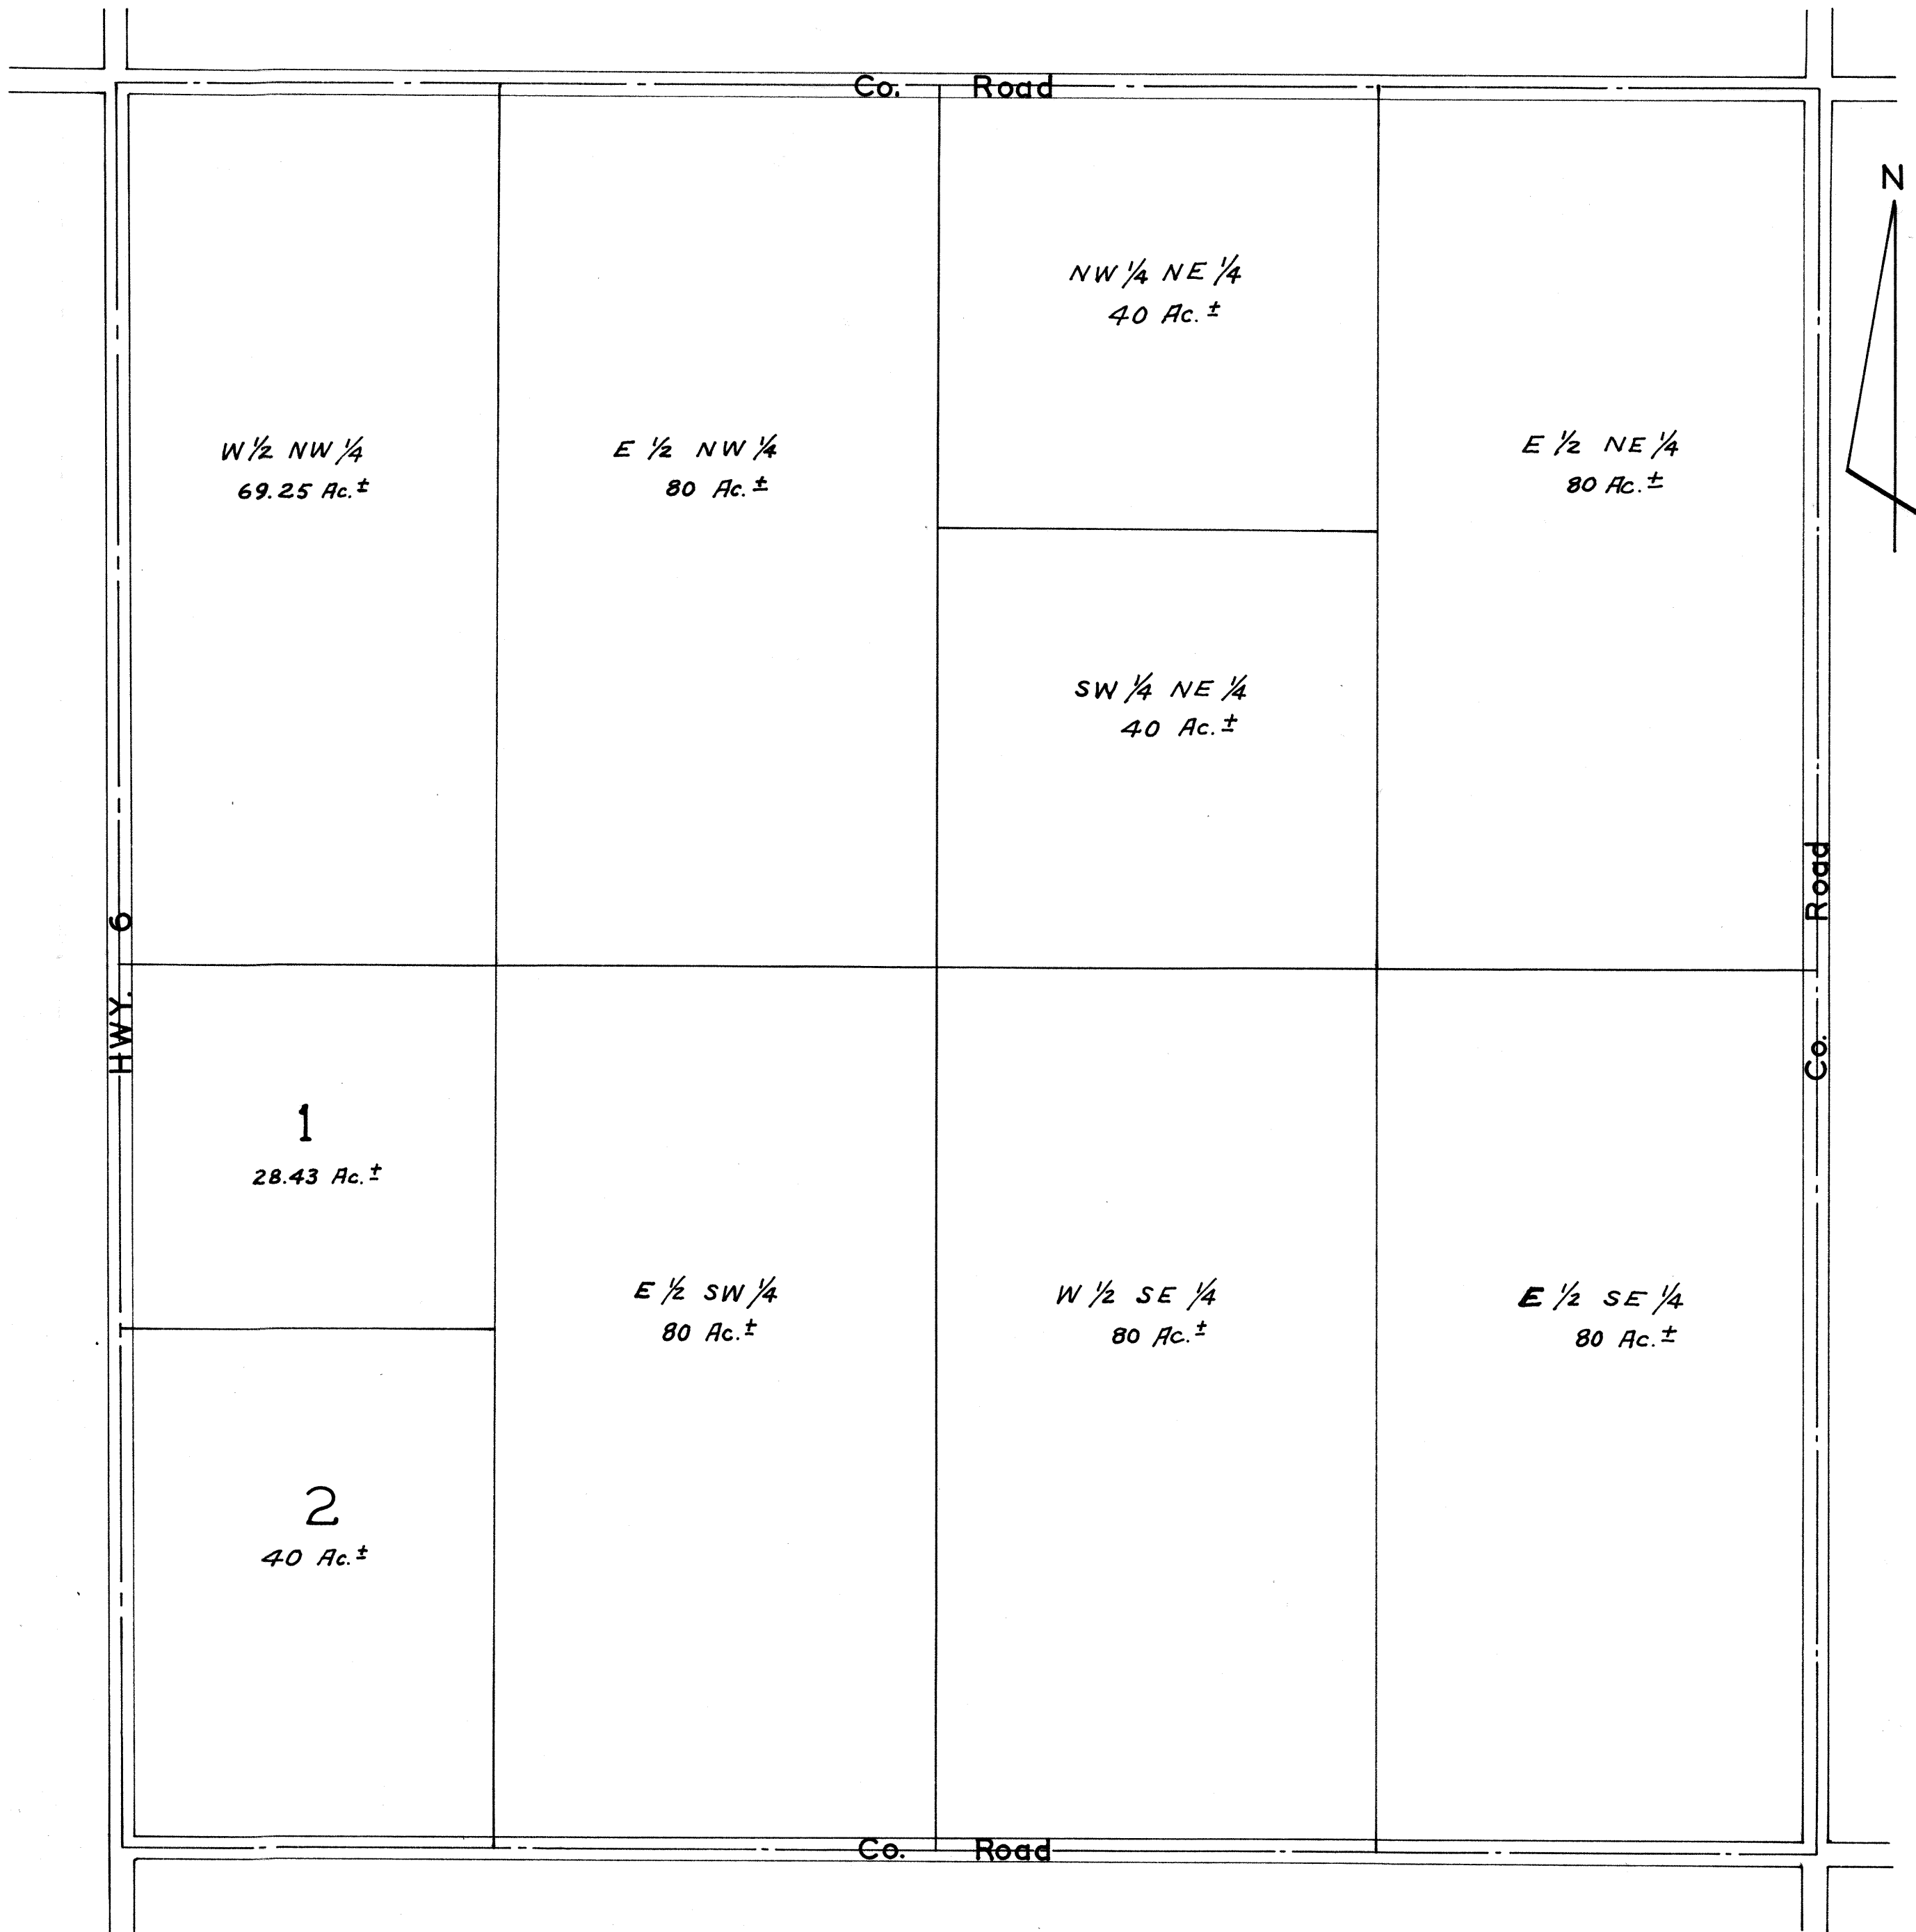 Co. Road
N
NW 1/4 NE 1/4
40 Ac. ±
W 1/2 NW 1/4
69.25 Ac. ±
E 1/2 NW 1/4
80 Ac. ±
E 1/2 NE 1/4
80 Ac. ±
SW 1/4 NE 1/4
40 Ac. ±
HWY. 6
Co. Road
1
28.43 Ac. ±
E 1/2 SW 1/4
80 Ac. ±
W 1/2 SE 1/4
80 Ac. ±
E 1/2 SE 1/4
80 Ac. ±
2
40 Ac. ±
Co. Road